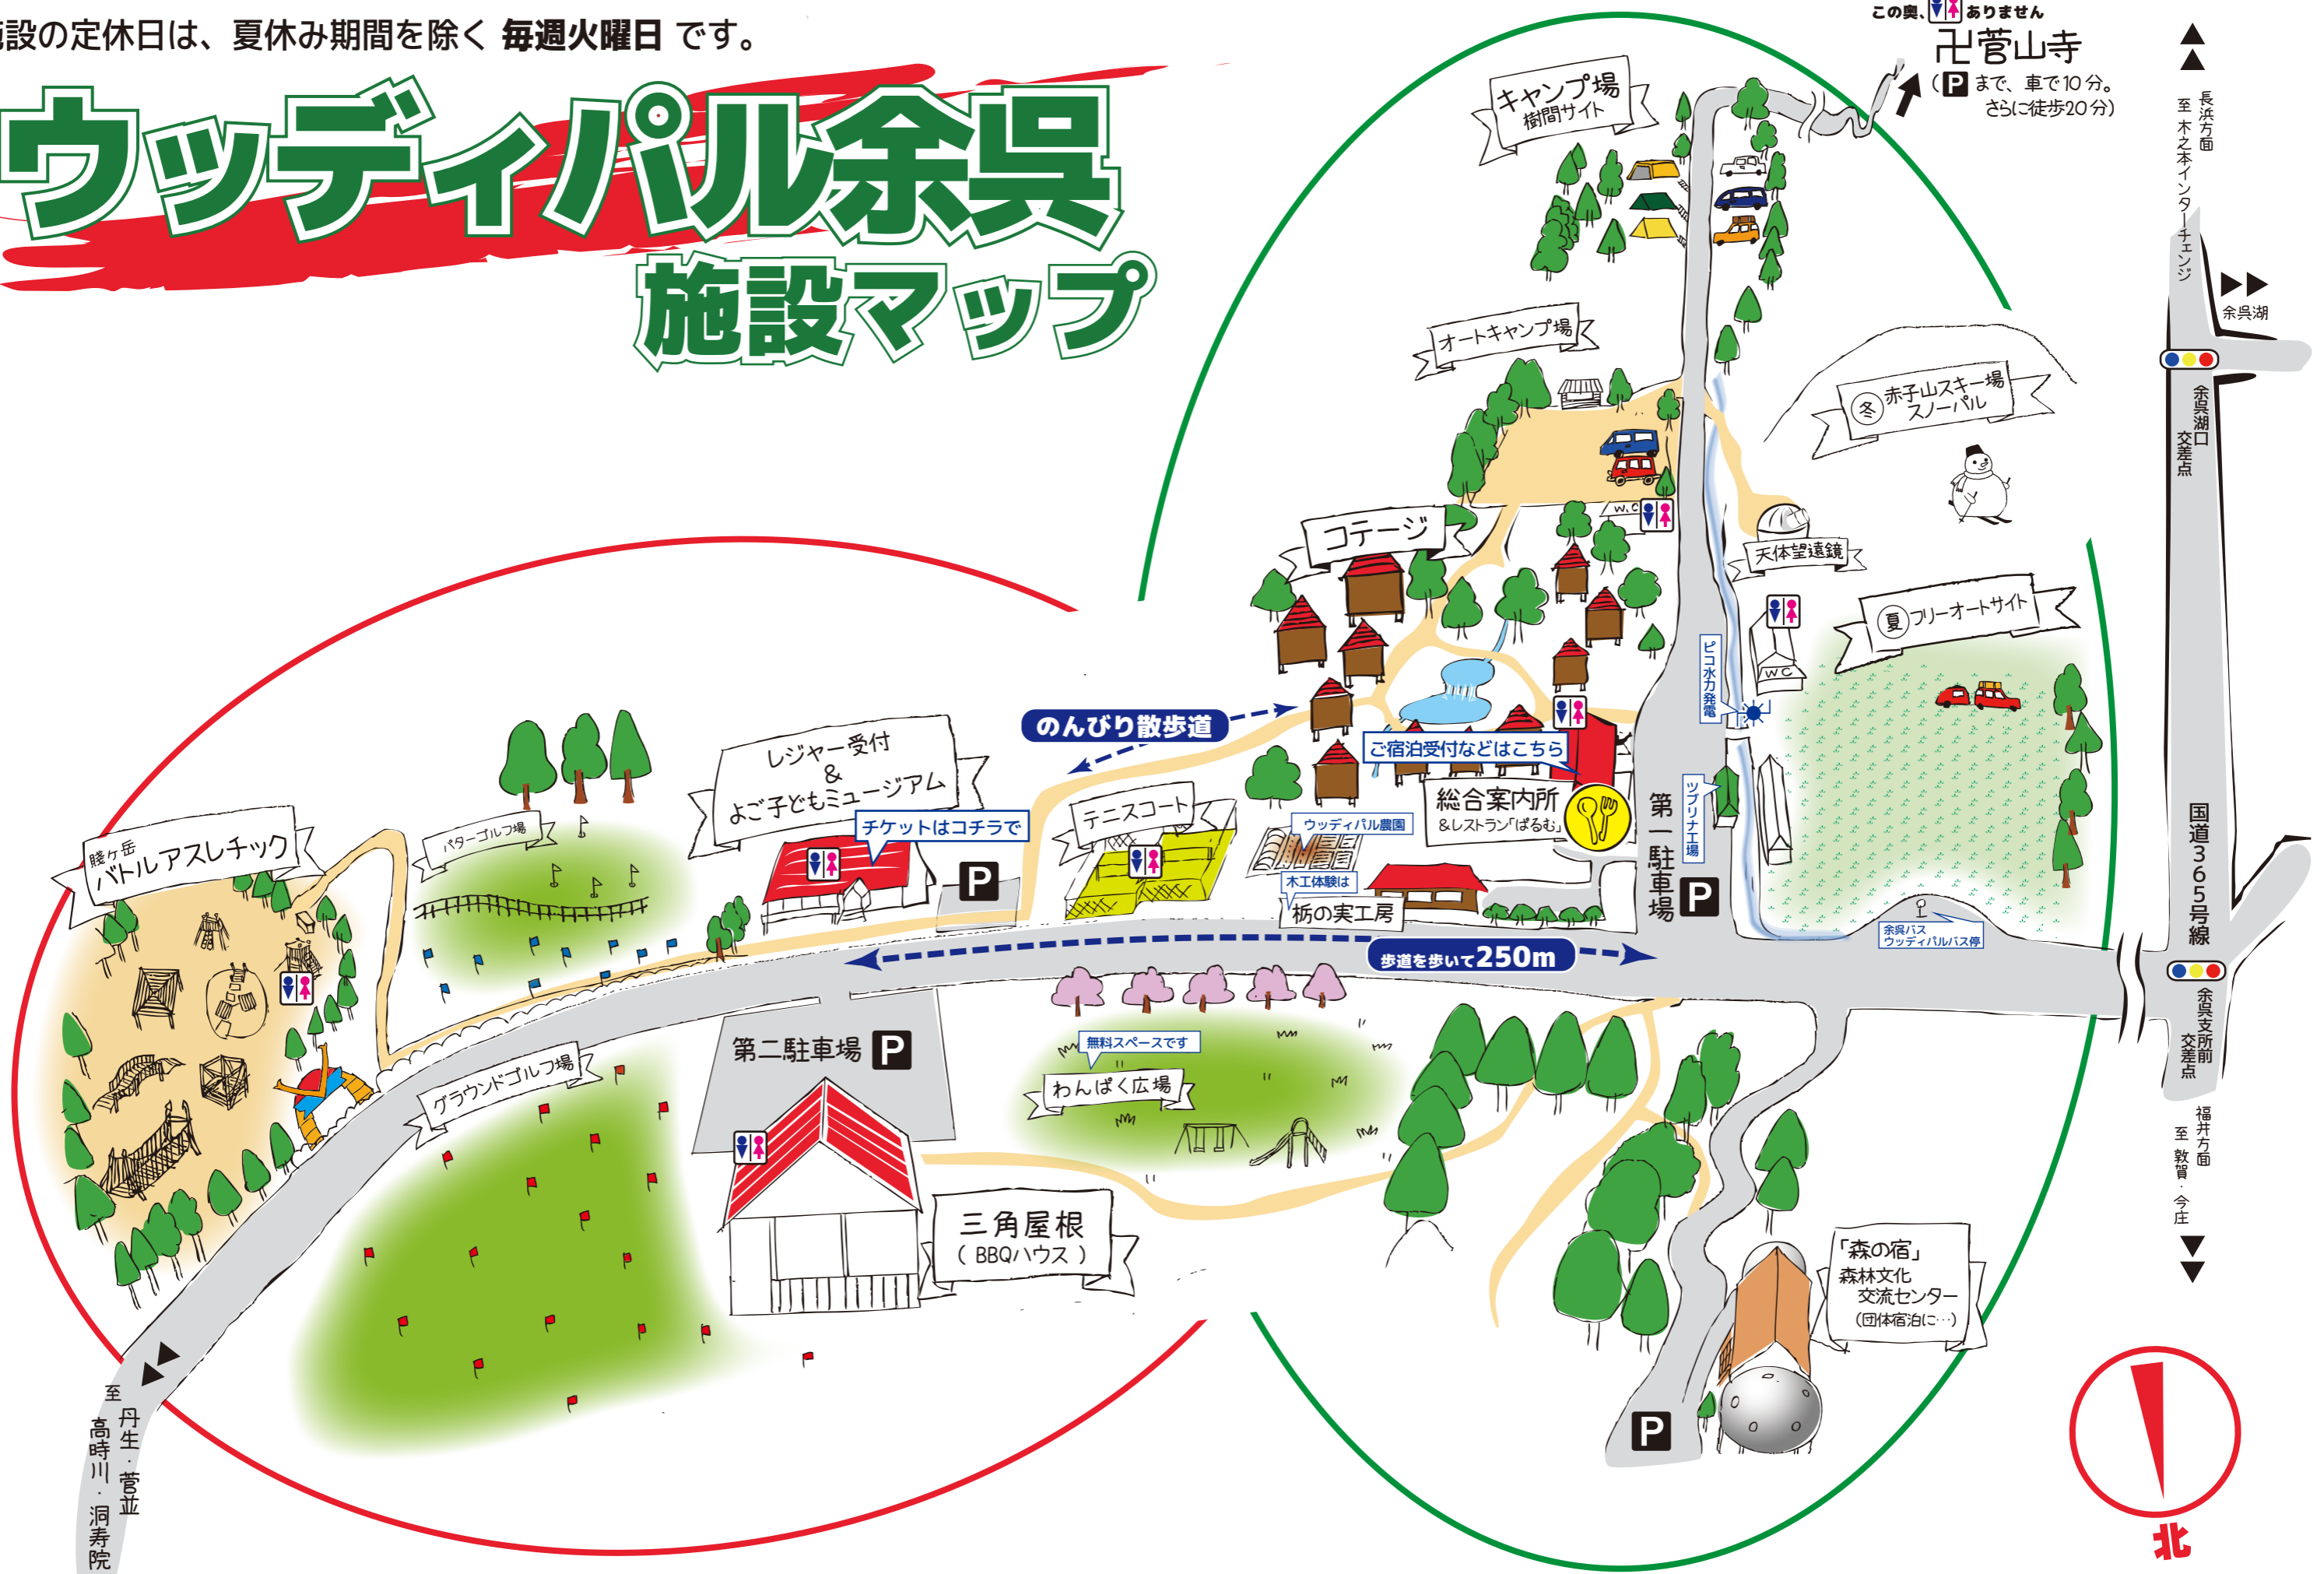 設の定休日は、夏休み期間を除く 毎週火曜日 です。
ウッディパル余呉
施設マップ
この奥、ありません
卍菅山寺
(P まで、車で10分。
さらに徒歩20分)
長浜方面
至 木之本インターチェンジ
余呉湖
余呉湖口
交差点
国道365号線
余呉支所前
交差点
福井方面
至 敦賀・今庄
北
キャンプ場
樹間サイト
オートキャンプ場
冬 赤子山スキー場
スノーパル
W.C
コテージ
天体望遠鏡
夏 フリーオートサイト
WC
ピコ水力発電
のんびり散歩道
ご宿泊受付などはこちら
総合案内所
&レストラン「ぱるむ」
ツブリナ工場
第一駐車場 P
余呉バス
ウッディパルバス停
レジャー受付
&
よご子どもミュージアム
チケットはコチラで
P
テニスコート
ウッディパル農園
木工体験は
栃の実工房
歩道を歩いて250m
賤ヶ岳
バトルアスレチック
パターゴルフ場
グラウンドゴルフ場
第二駐車場 P
無料スペースです
わんぱく広場
三角屋根
( BBQハウス )
「森の宿」
森林文化
交流センター
(団体宿泊に…)
P
至 丹生・菅並
高時川・洞寿院